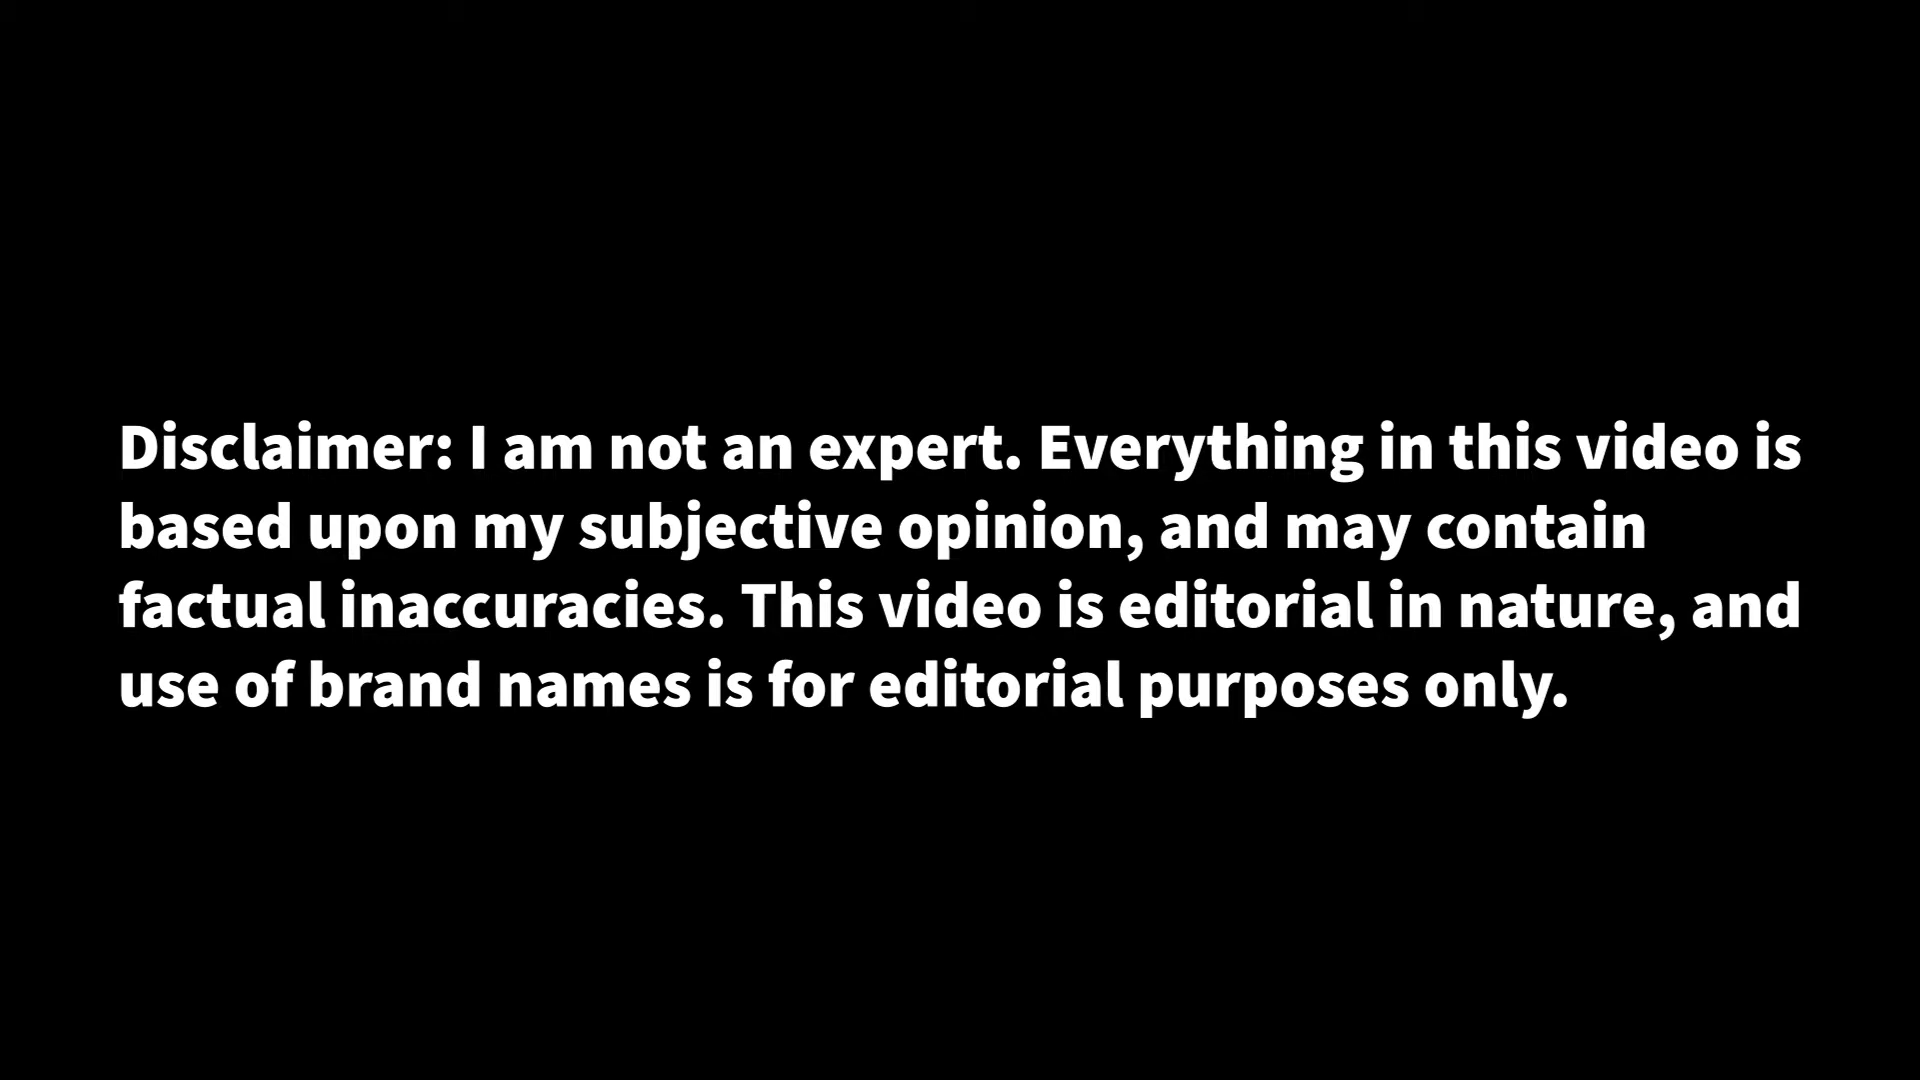 Disclaimer: I am not an expert. Everything in this video is
based upon my subjective opinion, and may contain
factual inaccuracies. This video is editorial in nature, and
use of brand names is for editorial purposes only.